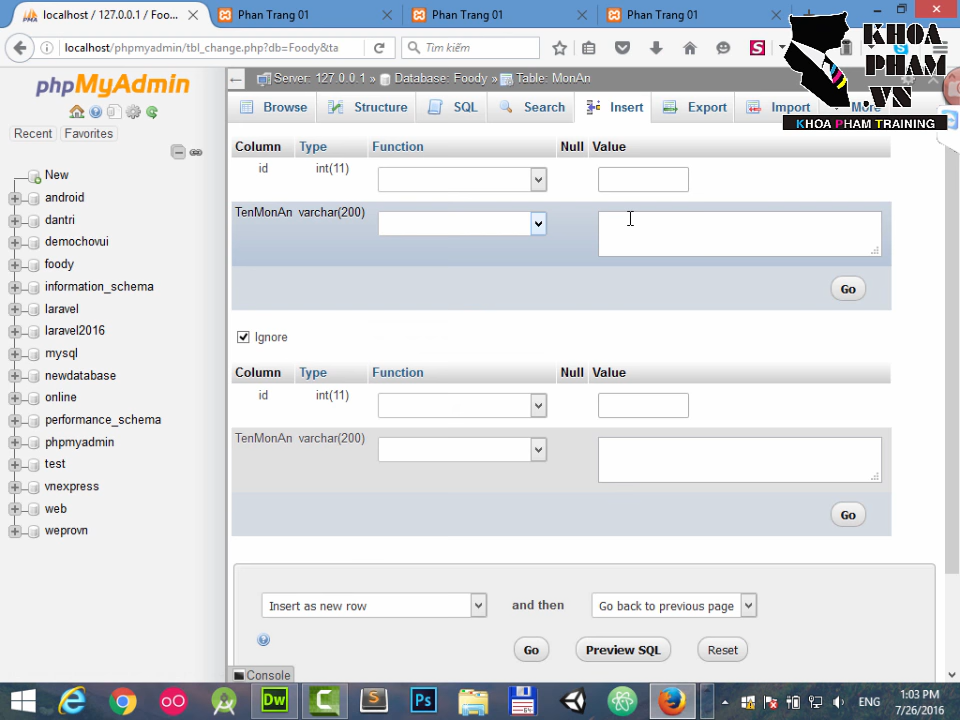 localhost / 127.0.0.1 / Foo...
Phan Trang 01
Phan Trang 01
Phan Trang 01
localhost/phpmyadmin/tbl_change.php?db=Foody&ta
Tìm kiếm
KHOA
PHAM
.VN
KHOA PHAM TRAINING
phpMyAdmin
Recent
Favorites
New
android
dantri
demochovui
foody
information_schema
laravel
laravel2016
mysql
newdatabase
online
performance_schema
phpmyadmin
test
vnexpress
web
weprovn
Server: 127.0.0.1 » Database: Foody » Table: MonAn
Browse Structure SQL Search Insert Export Import More
Column Type Function Null Value
id int(11)
TenMonAn varchar(200)
Go
Ignore
Column Type Function Null Value
id int(11)
TenMonAn varchar(200)
Go
Insert as new row and then Go back to previous page
Go Preview SQL Reset
Console
Dw
Ps
ENG
1:03 PM
7/26/2016